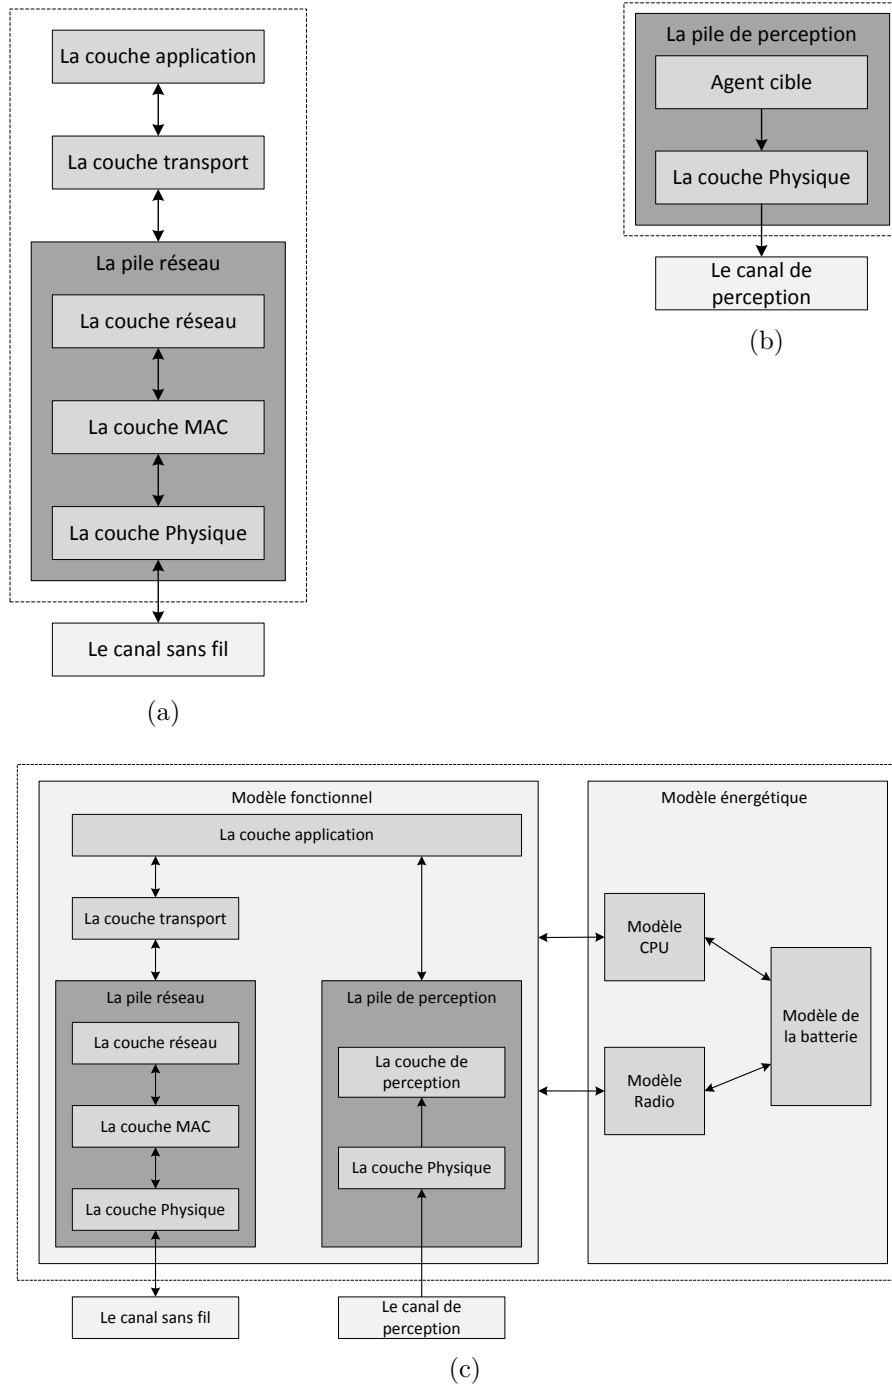 La couche application
La couche transport
La pile réseau
La couche réseau
La couche MAC
La couche Physique
Le canal sans fil
(a)
La pile de perception
Agent cible
La couche Physique
Le canal de
perception
(b)
Modèle fonctionnel
La couche application
La couche transport
La pile réseau
La couche réseau
La couche MAC
La couche Physique
Le canal sans fil
La pile de perception
La couche de
perception
La couche Physique
Le canal de
perception
Modèle énergétique
Modèle
CPU
Modèle
Radio
Modèle de
la batterie
(c)